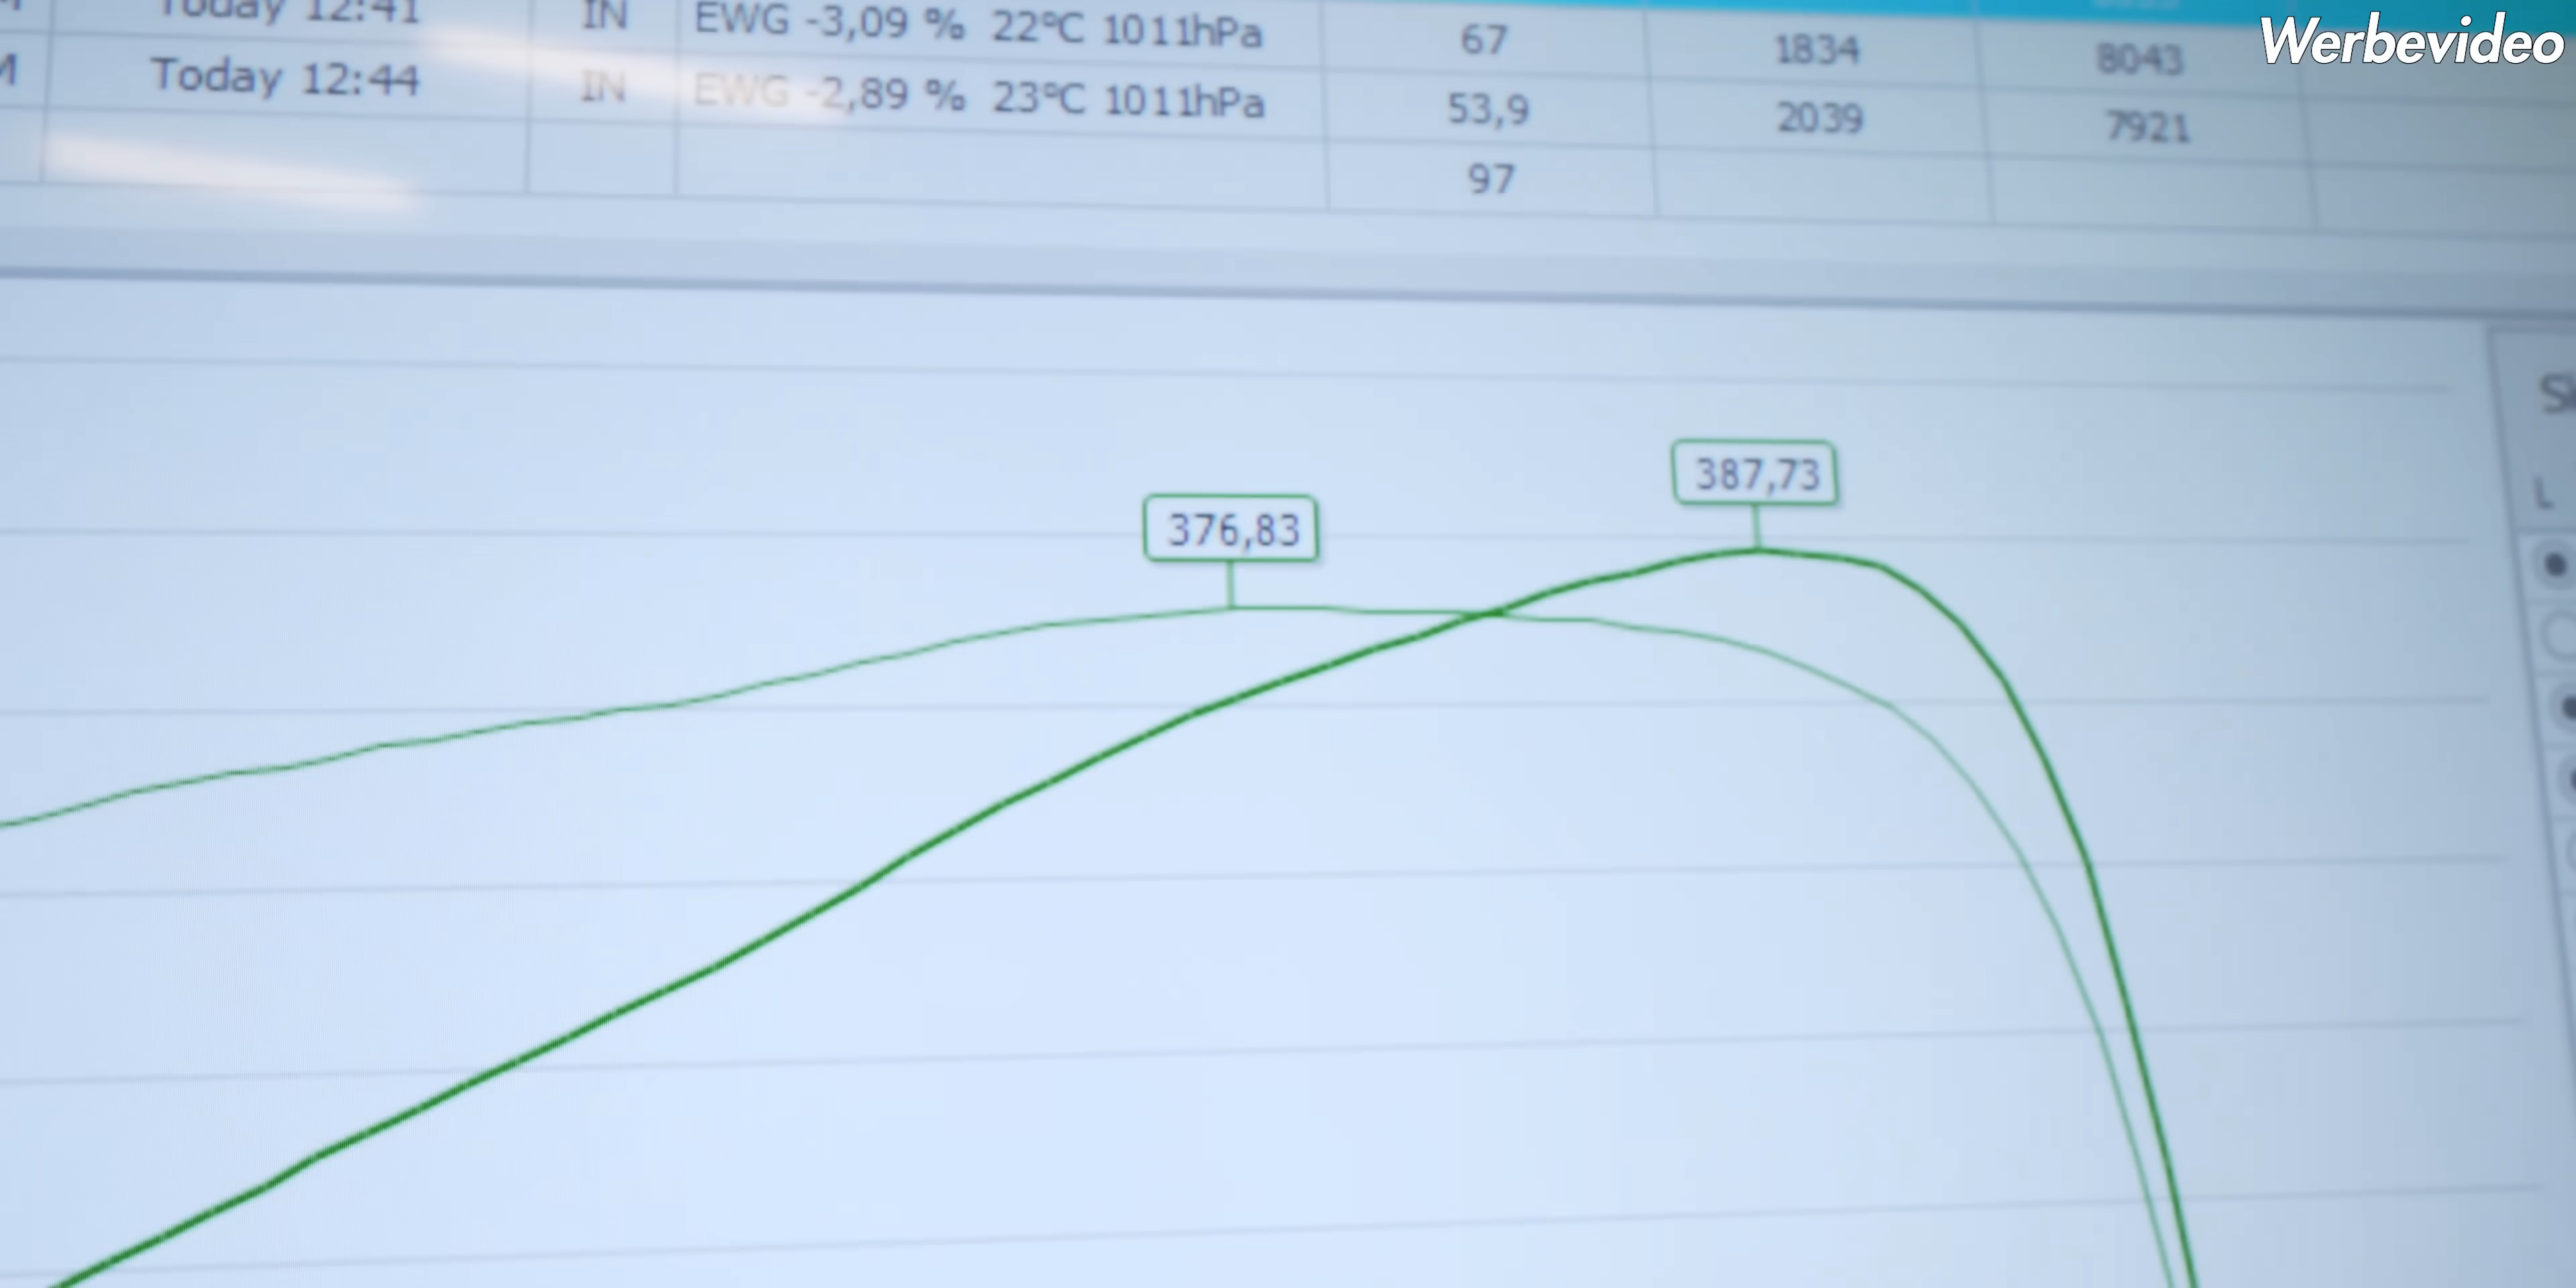 Werbevideo
Today 12:41 IN EWG -3,09 % 22°C 1011hPa 67 1834 8043
Today 12:44 IN EWG -2,89 % 23°C 1011hPa 53,9 2039 7921
97
387,73
376,83
L